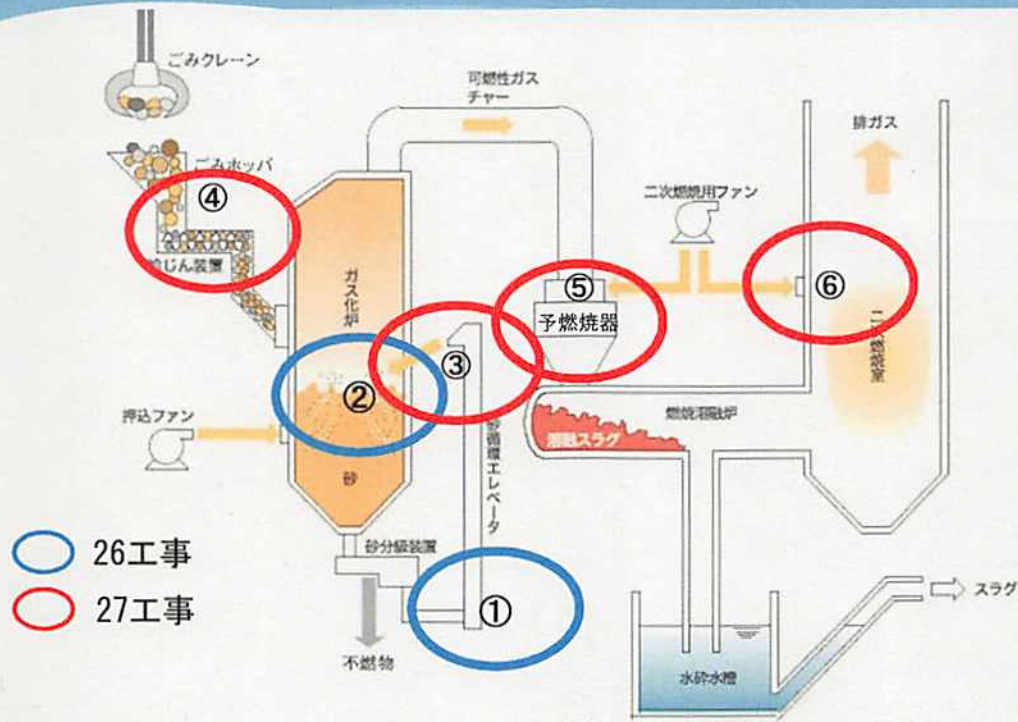 ごみクレーン
可燃性ガス
チャー
排ガス
ごみホッパ
④
給じん装置
二次燃焼用ファン
⑤
予燃焼器
⑥
燃焼室
ガス化炉
③
②
押込ファン
砂
砂循環エレベータ
燃焼溶融炉
溶融スラグ
26工事
27工事
砂分級装置
①
不燃物
スラグ
水砕水槽